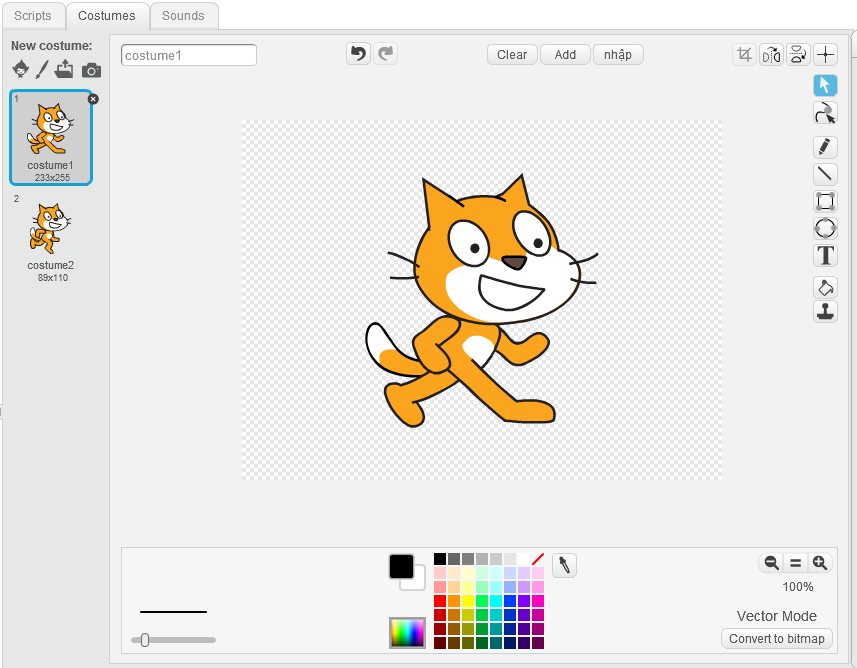 Scripts
Costumes
Sounds
New costume:
costume1
Clear
Add
nhập
1
costume1
233x255
2
costume2
89x110
T
100%
Vector Mode
Convert to bitmap